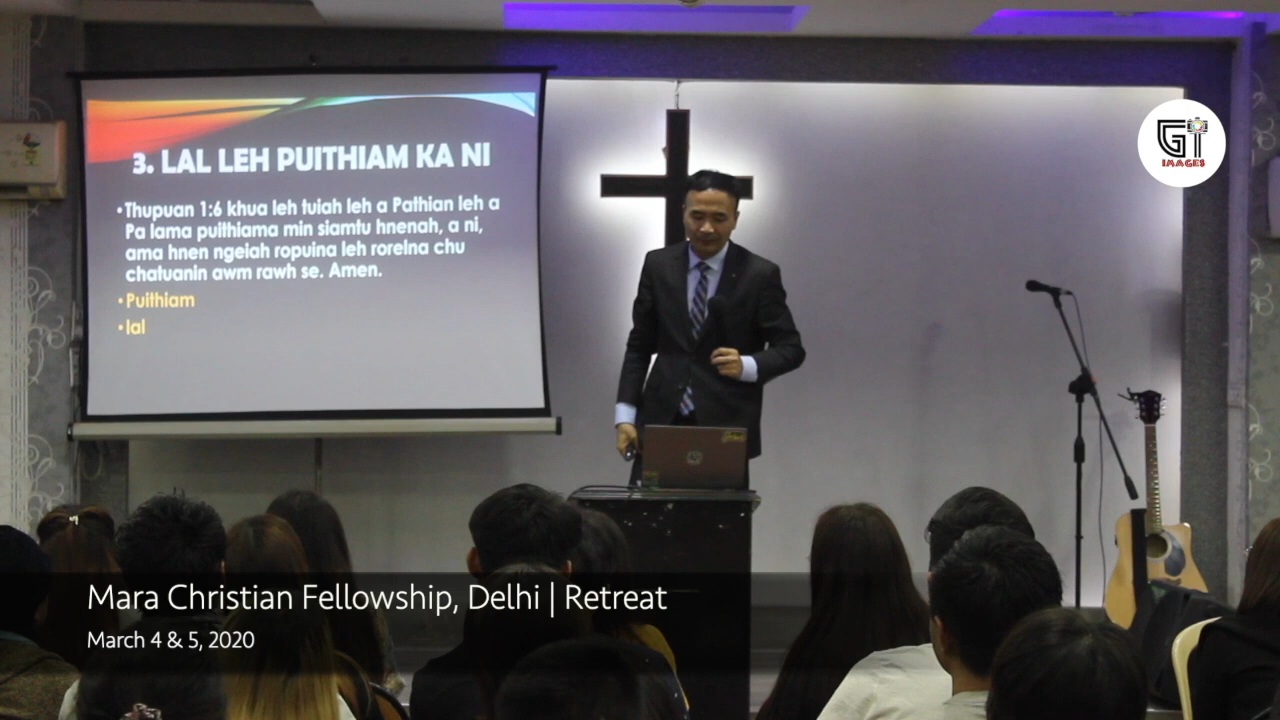 3. LAL LEH PUITHIAM KA NI
• Thupuan 1:6 khua leh tuiah leh a Pathian leh a
Pa lama puithiama min siamtu hnenah, a ni,
ama hnen ngeiah ropuina leh rorelna chu
chatuanin awm rawh se. Amen.
• Puithiam
• lal
GT
IMAGES
Mara Christian Fellowship, Delhi | Retreat
March 4 & 5, 2020